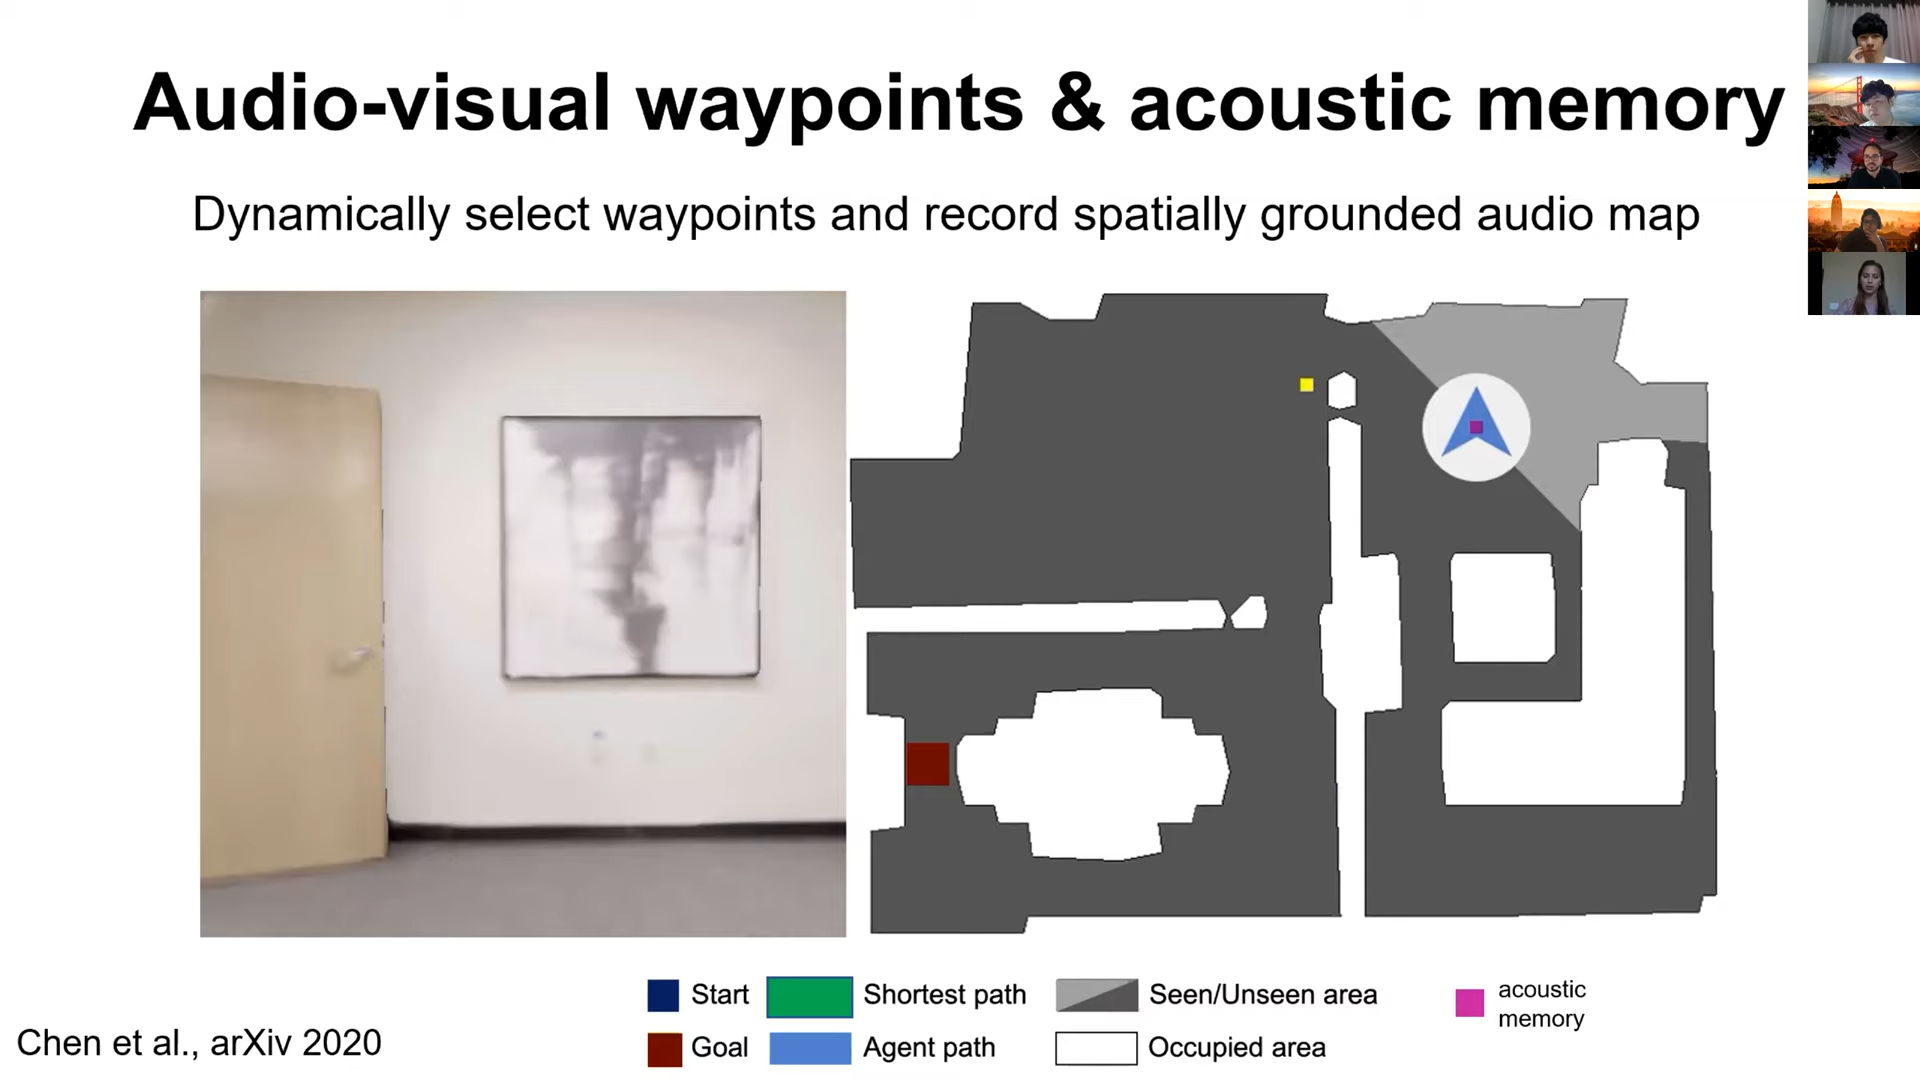 Audio-visual waypoints & acoustic memory
Dynamically select waypoints and record spatially grounded audio map
Start
Shortest path
Seen/Unseen area
acoustic
memory
Goal
Agent path
Occupied area
Chen et al., arXiv 2020